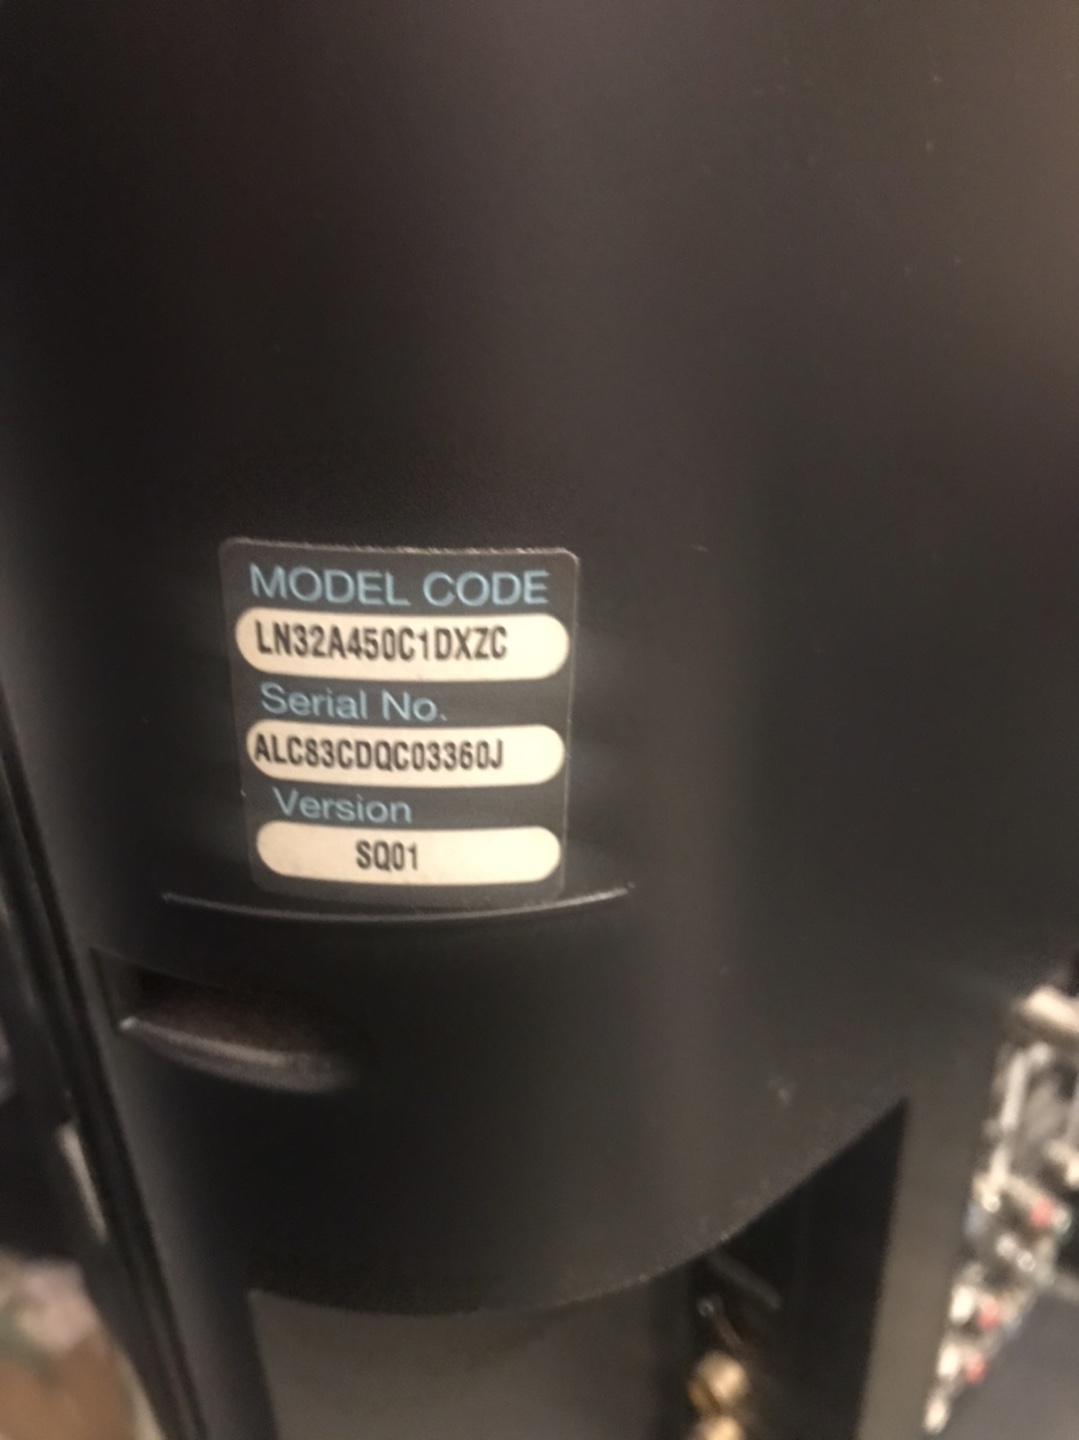 MODEL CODE
LN32A450C1DXZC
Serial No.
ALC83CDQC03360J
Version
SQ01